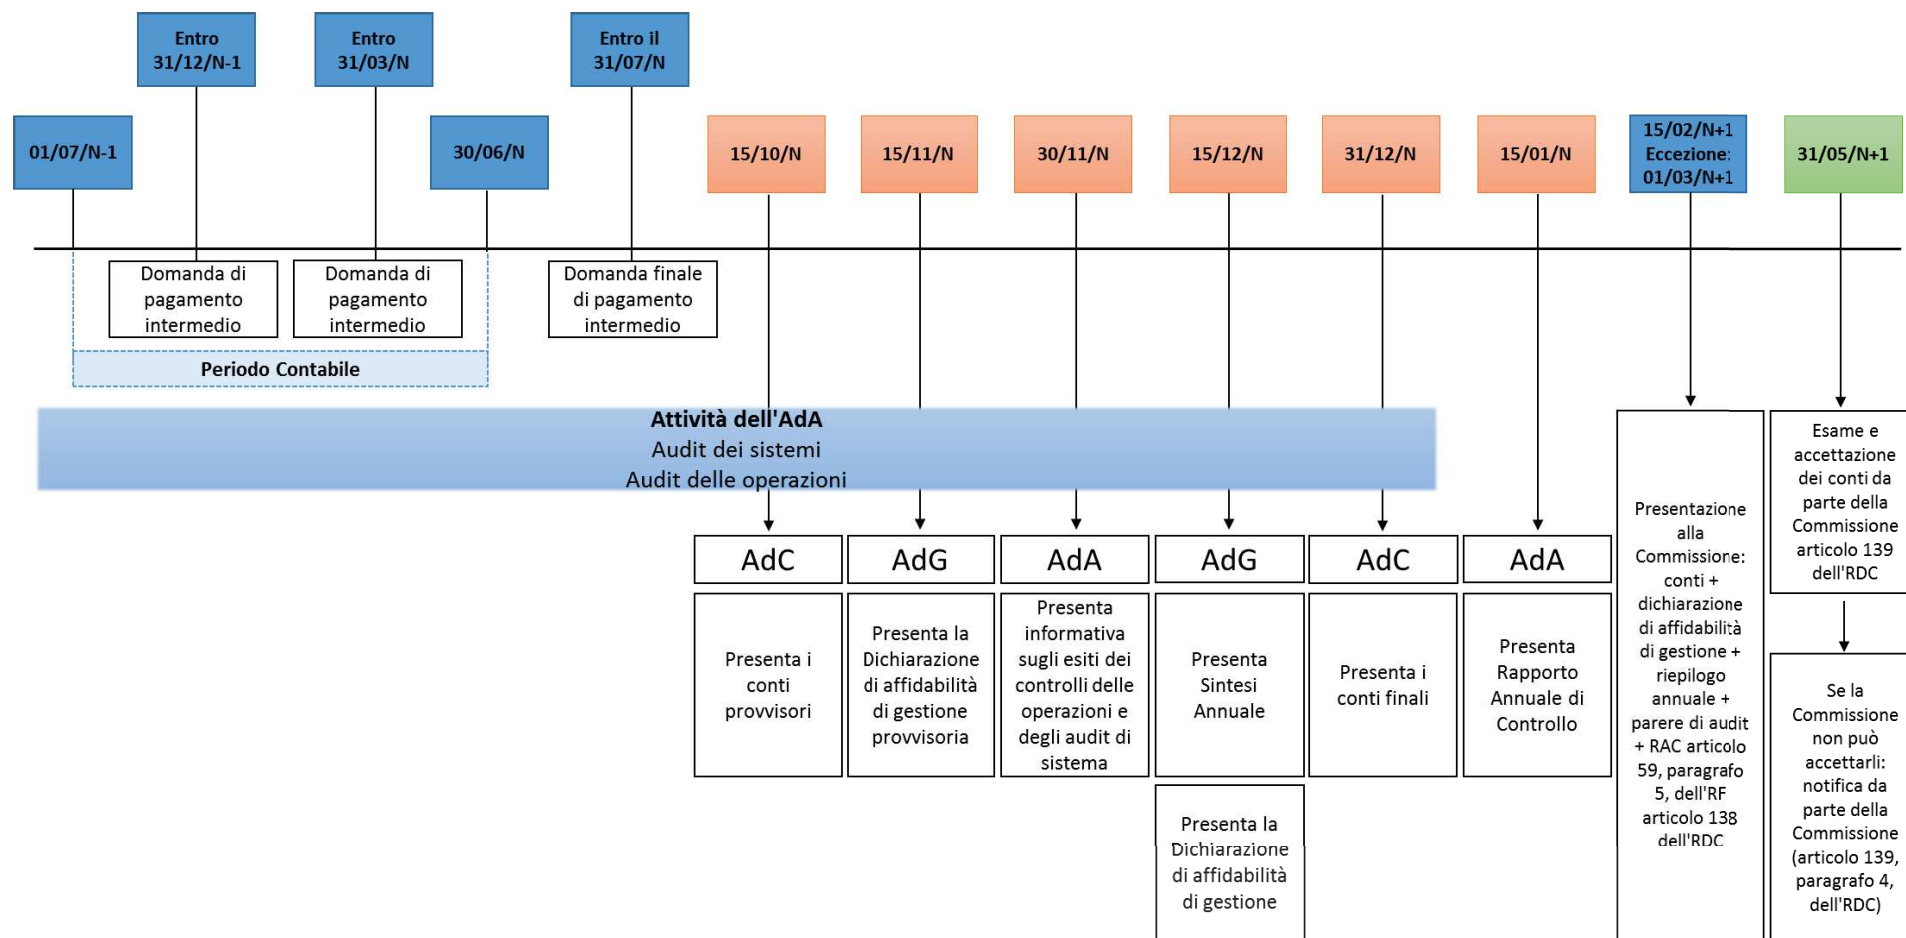 Entro
31/12/N-1
Entro
31/03/N
Entro il
31/07/N
01/07/N-1
30/06/N
15/10/N
15/11/N
30/11/N
15/12/N
31/12/N
15/01/N
15/02/N+1
Eccezione:
01/03/N+1
31/05/N+1
Domanda di
pagamento
intermedio
Domanda di
pagamento
intermedio
Domanda finale
di pagamento
intermedio
Periodo Contabile
Attività dell'AdA
Audit dei sistemi
Audit delle operazioni
AdC
Presenta i
conti
provvisori
AdG
Presenta la
Dichiarazione
di affidabilità
di gestione
provvisoria
AdA
Presenta
informativa
sugli esiti dei
controlli delle
operazioni e
degli audit di
sistema
AdG
Presenta
Sintesi
Annuale
Presenta la
Dichiarazione
di affidabilità
di gestione
AdC
Presenta i
conti finali
AdA
Presenta
Rapporto
Annuale di
Controllo
Presentazione
alla
Commissione:
conti +
dichiarazione
di affidabilità
di gestione +
riepilogo
annuale +
parere di audit
+ RAC articolo
59, paragrafo
5, dell'RF
articolo 138
dell'RDC
Esame e
accettazione
dei conti da
parte della
Commissione
articolo 139
dell'RDC
Se la
Commissione
non può
accettarli:
notifica da
parte della
Commissione
(articolo 139,
paragrafo 4,
dell'RDC)